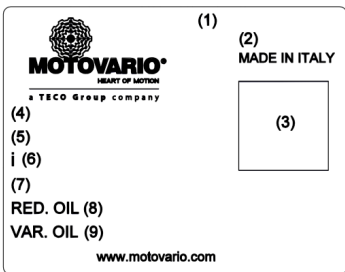 (1)
(2)
MADE IN ITALY
MOTOVARIO®
HEART OF MOTION
a TECO Group company
(3)
(4)
(5)
i (6)
(7)
RED. OIL (8)
VAR. OIL (9)
www.motovario.com